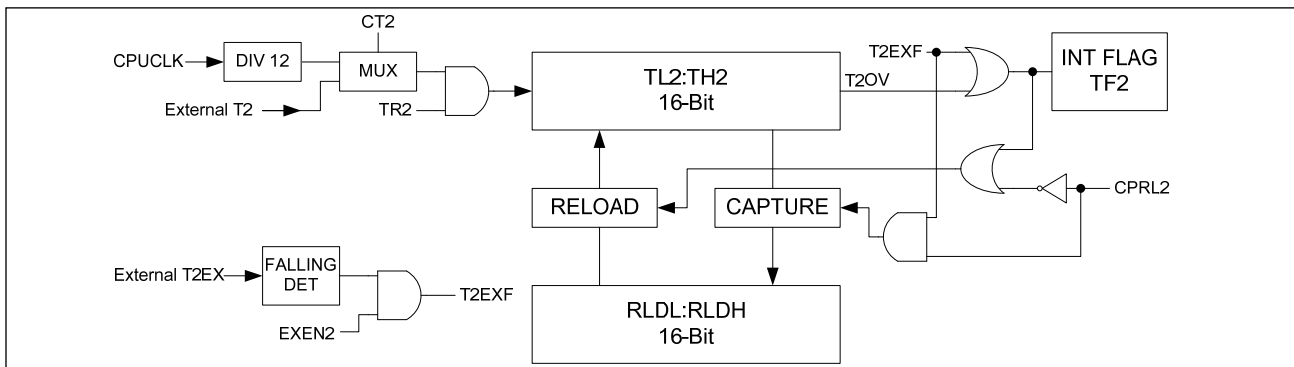 CT2
CPUCLK
DIV 12
MUX
External T2
TR2
TL2:TH2
16-Bit
T2EXF
T2OV
INT FLAG
TF2
RELOAD
CAPTURE
CPRL2
External T2EX
FALLING
DET
EXEN2
T2EXF
RLDL:RLDH
16-Bit